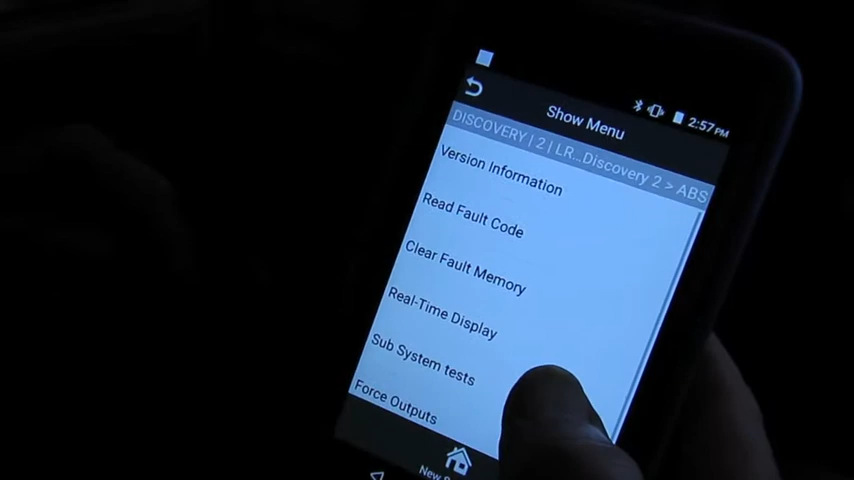 2:57PM
Show Menu
DISCOVERY | 2 | LR...Discovery 2 > ABS
Version Information
Read Fault Code
Clear Fault Memory
Real-Time Display
Sub System tests
Force Outputs
New